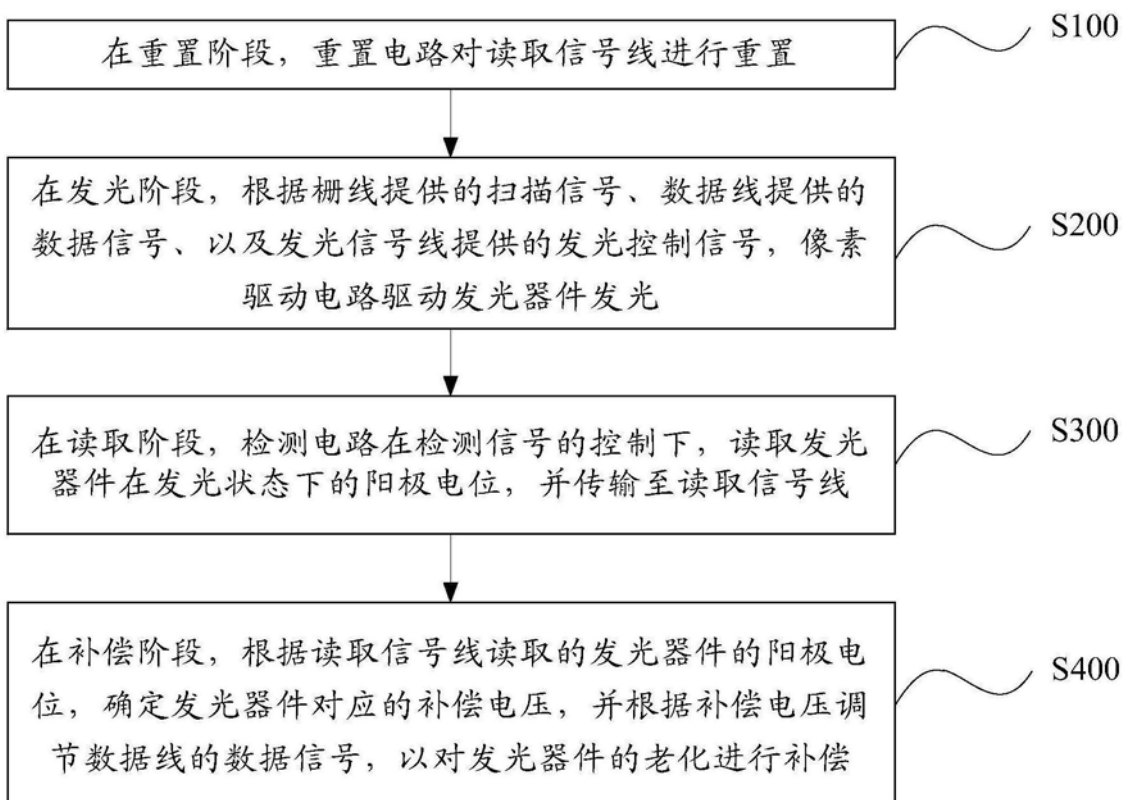 在重置阶段，重置电路对读取信号线进行重置
S100
在发光阶段，根据栅线提供的扫描信号、数据线提供的
数据信号、以及发光信号线提供的发光控制信号，像素
驱动电路驱动发光器件发光
S200
在读取阶段，检测电路在检测信号的控制下，读取发光
器件在发光状态下的阳极电位，并传输至读取信号线
S300
在补偿阶段，根据读取信号线读取的发光器件的阳极电
位，确定发光器件对应的补偿电压，并根据补偿电压调
节数据线的数据信号，以对发光器件的老化进行补偿
S400